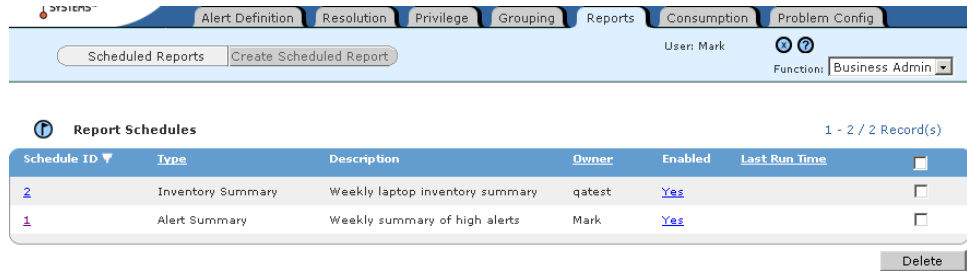 SYSTEMS™
Alert Definition Resolution Privilege Grouping Reports Consumption Problem Config
Scheduled Reports Create Scheduled Report User: Mark
Function: Business Admin
Report Schedules 1 - 2 / 2 Record(s)
Schedule ID Type Description Owner Enabled Last Run Time
2 Inventory Summary Weekly laptop inventory summary qatest Yes
1 Alert Summary Weekly summary of high alerts Mark Yes
Delete